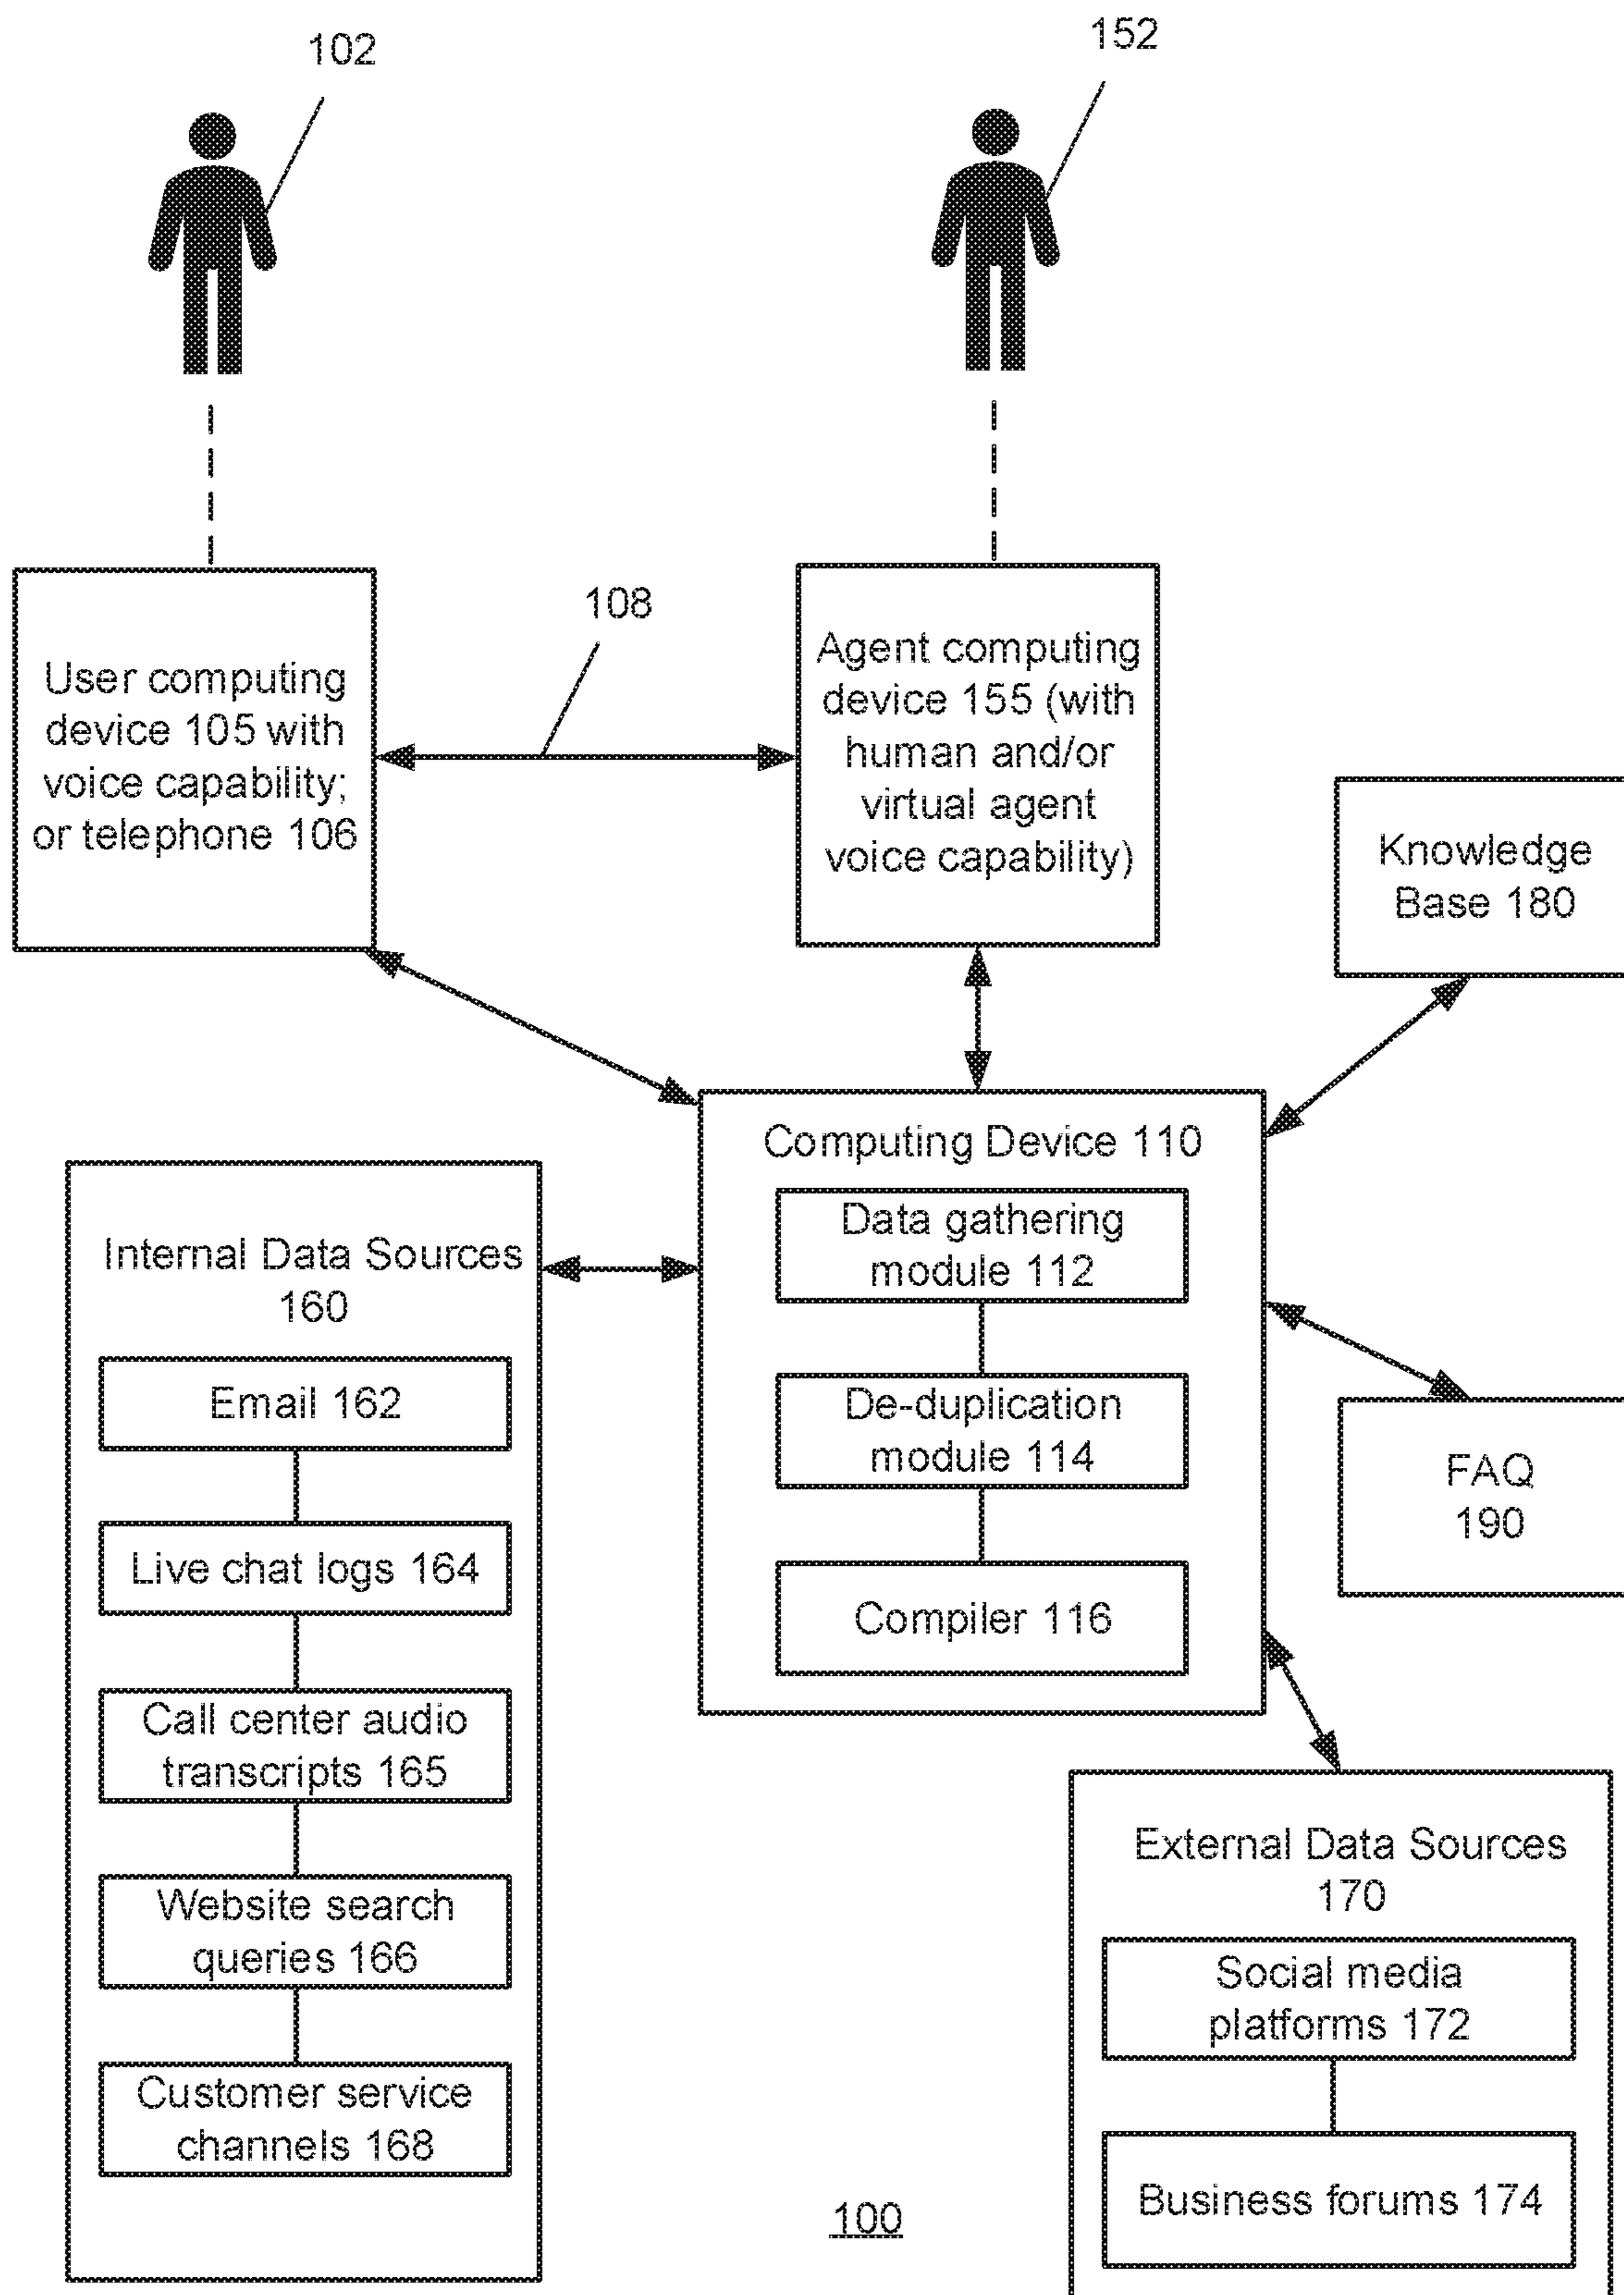 102
152
User computing
device 105 with
voice capability;
or telephone 106
108
Agent computing
device 155 (with
human and/or
virtual agent
voice capability)
Knowledge
Base 180
Computing Device 110
Data gathering
module 112
De-duplication
module 114
Compiler 116
Internal Data Sources
160
Email 162
Live chat logs 164
Call center audio
transcripts 165
Website search
queries 166
Customer service
channels 168
FAQ
190
External Data Sources
170
Social media
platforms 172
Business forums 174
100